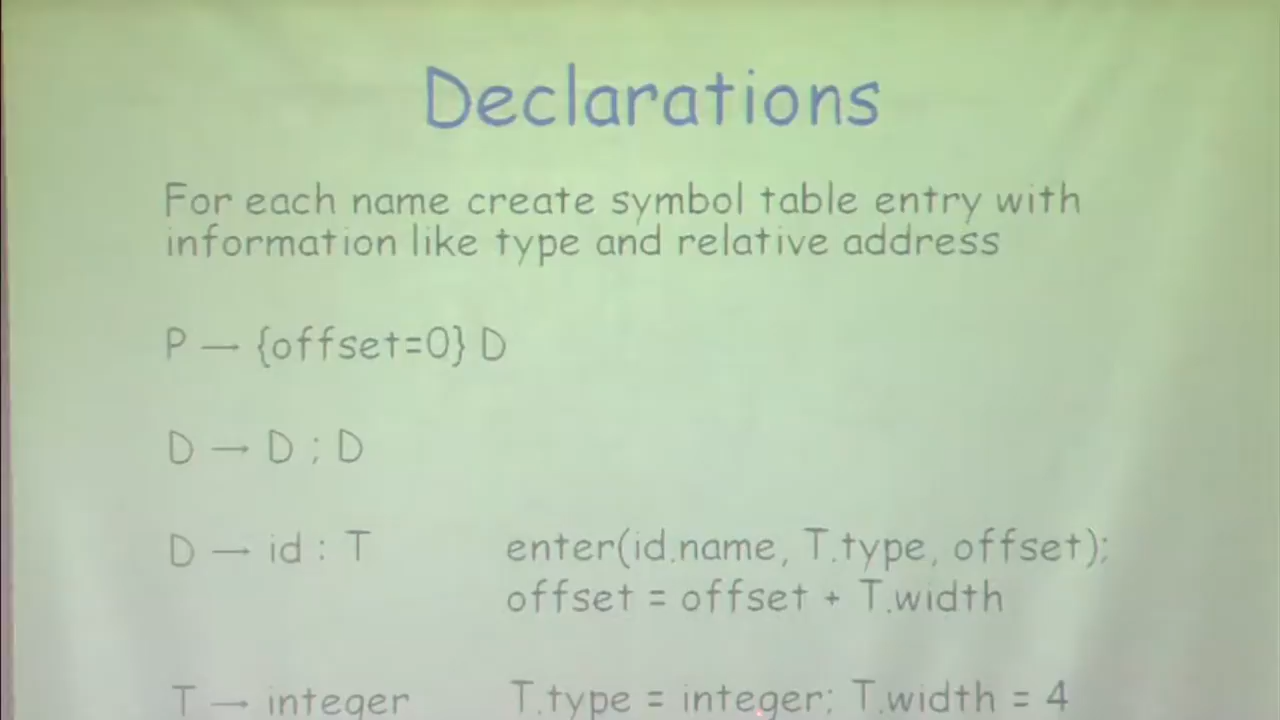 Declarations
For each name create symbol table entry with
information like type and relative address
P → {offset=0} D
D → D ; D
D → id : T enter(id.name, T.type, offset);
offset = offset + T.width
T → integer T.type = integer; T.width = 4